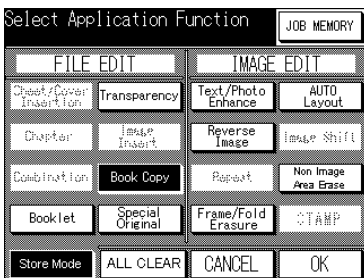 Select Application Function
JOB MEMORY
FILE EDIT
IMAGE EDIT
Sheet/Cover
Insertion
Transparency
Text/Photo
Enhance
AUTO
Layout
Chapter
Image
Insert
Reverse
Image
Image Shift
Combination
Book Copy
Repeat
Non Image
Area Erase
Booklet
Special
Original
Frame/Fold
Erasure
STAMP
Store Mode
ALL CLEAR
CANCEL
OK